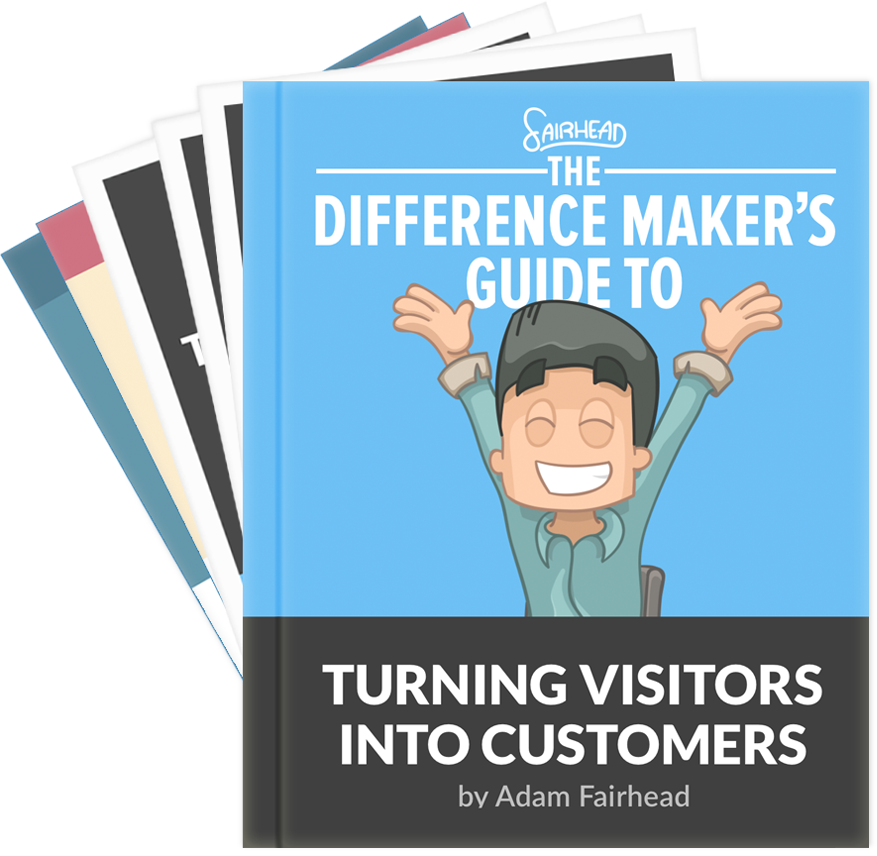 FAIRHEAD
THE
DIFFERENCE MAKER’S
GUIDE TO
TURNING VISITORS
INTO CUSTOMERS
by Adam Fairhead
T